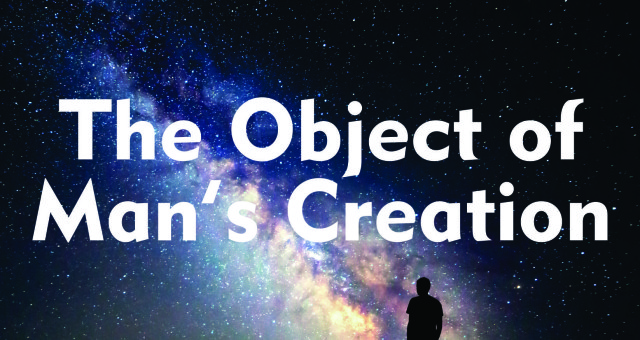 The Object of
Man's Creation